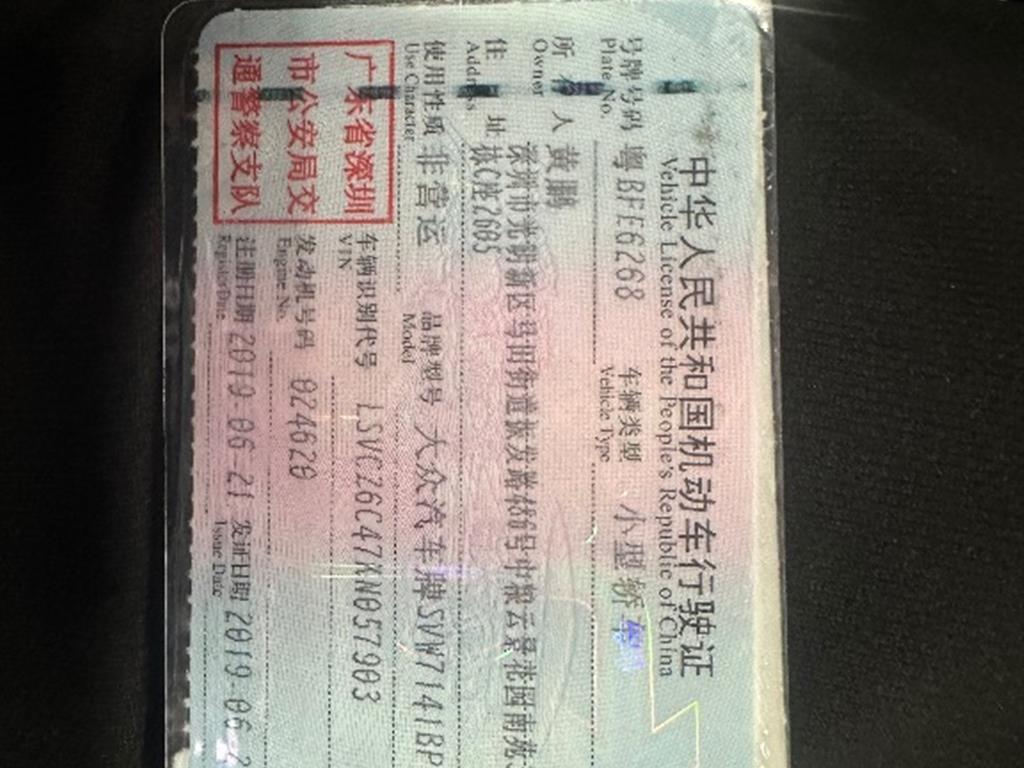 中华人民共和国机动车行驶证
Vehicle License of the People's Republic of China
号牌号码 粤BFE6268 车辆类型 小型轿车
Plate No. Vehicle Type
所有人 黄鹏
Owner
住址 深圳市光明新区马田街道振发路456号中粮云景花园南苑
Address 栋C座2605
使用性质 非营运 品牌型号 大众汽车牌SVW7141BP
Use Character Model
广东省深圳
市公安局交
通警察支队
车辆识别代号 LSVCZ6C47KN057903
VIN
发动机号码 024620
Engine No.
注册日期 2019-06-21 发证日期 2019-06-2
Register Date Issue Date